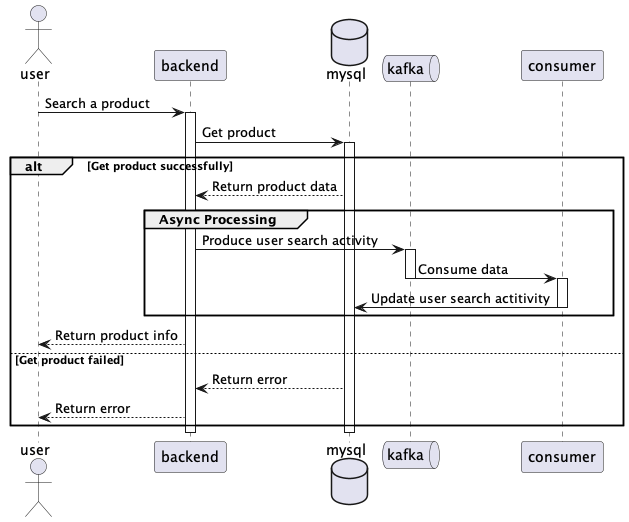 user
backend
mysql
kafka
consumer
Search a product
Get product
alt [Get product successfully]
Return product data
Async Processing
Produce user search activity
Consume data
Update user search actitivity
Return product info
[Get product failed]
Return error
Return error
user
backend
mysql
kafka
consumer